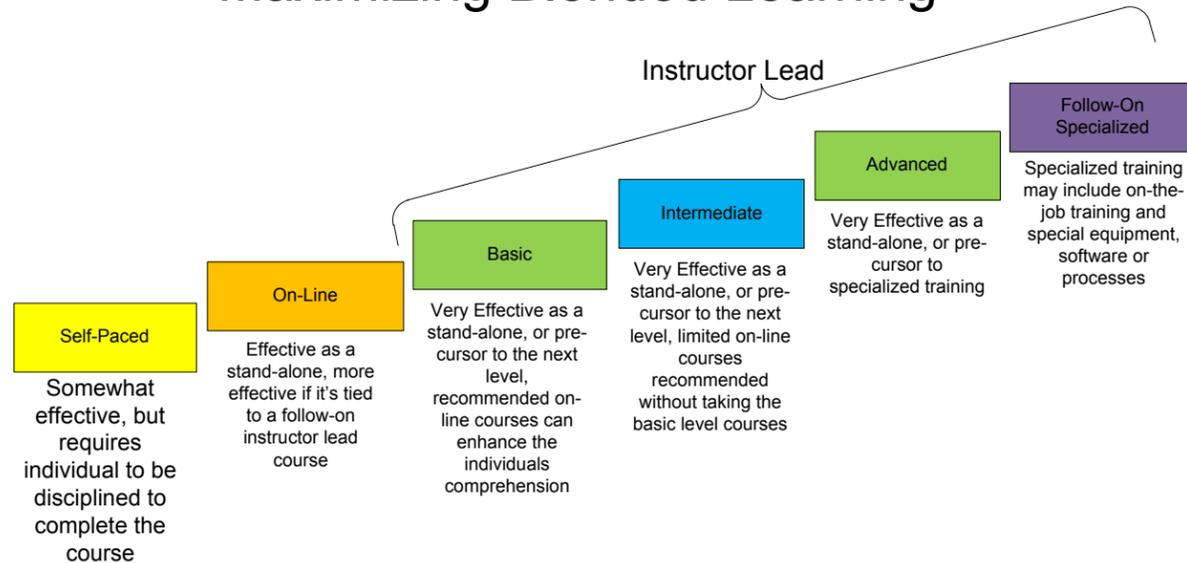 Maximizing Blended Learning
Instructor Lead
Self-Paced
Somewhat
effective, but
requires
individual to be
disciplined to
complete the
course
On-Line
Effective as a
stand-alone, more
effective if it's tied
to a follow-on
instructor lead
course
Basic
Very Effective as a
stand-alone, or pre-
cursor to the next
level,
recommended on-
line courses can
enhance the
individuals
comprehension
Intermediate
Very Effective as a
stand-alone, or pre-
cursor to the next
level, limited on-line
courses
recommended
without taking the
basic level courses
Advanced
Very Effective as a
stand-alone, or pre-
cursor to
specialized training
Follow-On
Specialized
Specialized training
may include on-the-
job training and
special equipment,
software or
processes